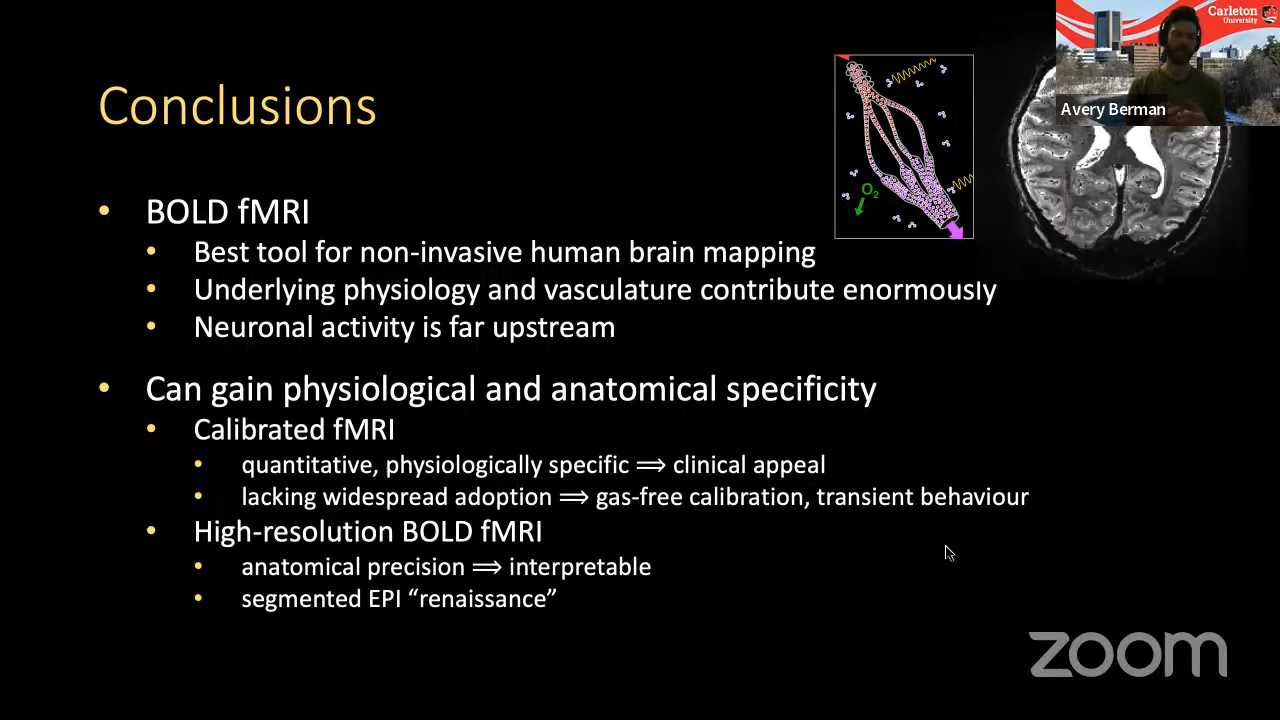 Conclusions
• BOLD fMRI
• Best tool for non-invasive human brain mapping
• Underlying physiology and vasculature contribute enormously
• Neuronal activity is far upstream
• Can gain physiological and anatomical specificity
• Calibrated fMRI
• quantitative, physiologically specific ⟹ clinical appeal
• lacking widespread adoption ⟹ gas-free calibration, transient behaviour
• High-resolution BOLD fMRI
• anatomical precision ⟹ interpretable
• segmented EPI “renaissance”
O₂
Carleton
University
Avery Berman
zoom